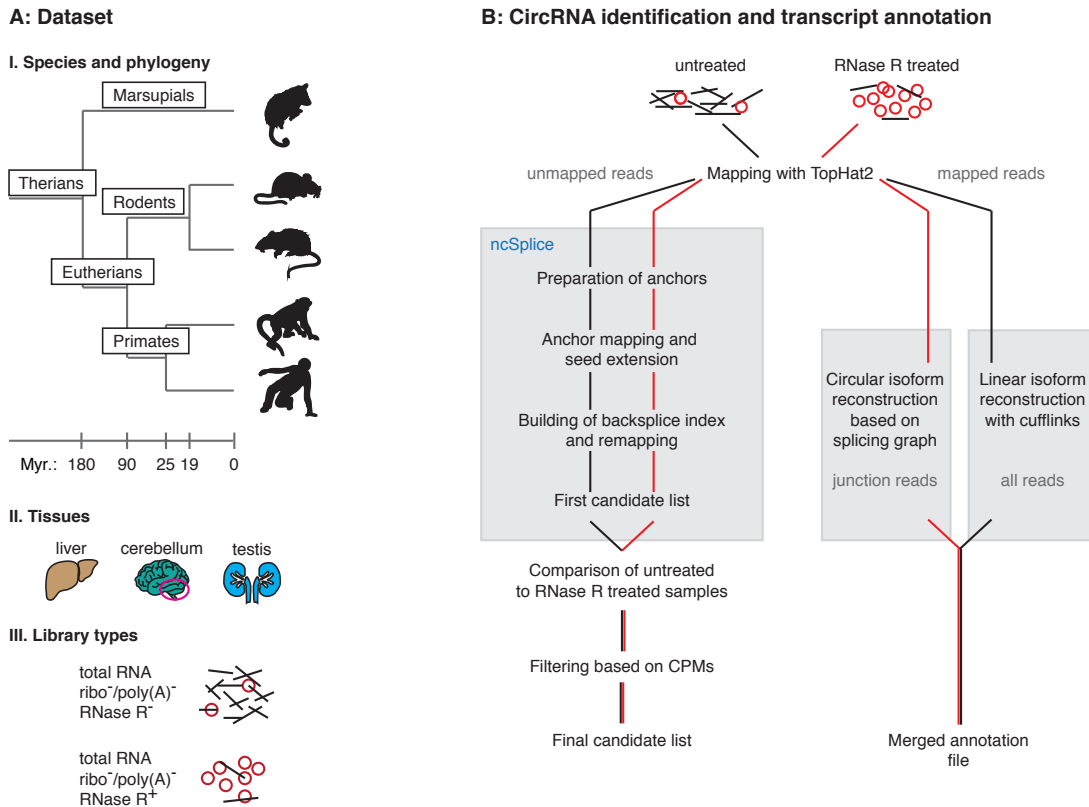 A: Dataset
I. Species and phylogeny
Marsupials
Therians
Rodents
Eutherians
Primates
Myr.: 180 90 25 19 0
II. Tissues
liver cerebellum testis
III. Library types
total RNA
ribo⁻/poly(A)⁻
RNase R⁻
total RNA
ribo⁻/poly(A)⁻
RNase R⁺
B: CircRNA identification and transcript annotation
untreated RNase R treated
unmapped reads Mapping with TopHat2 mapped reads
ncSplice
Preparation of anchors
Anchor mapping and
seed extension
Building of backsplice index
and remapping
First candidate list
Comparison of untreated
to RNase R treated samples
Filtering based on CPMs
Final candidate list
Circular isoform
reconstruction
based on
splicing graph
junction reads
Linear isoform
reconstruction
with cufflinks
all reads
Merged annotation
file